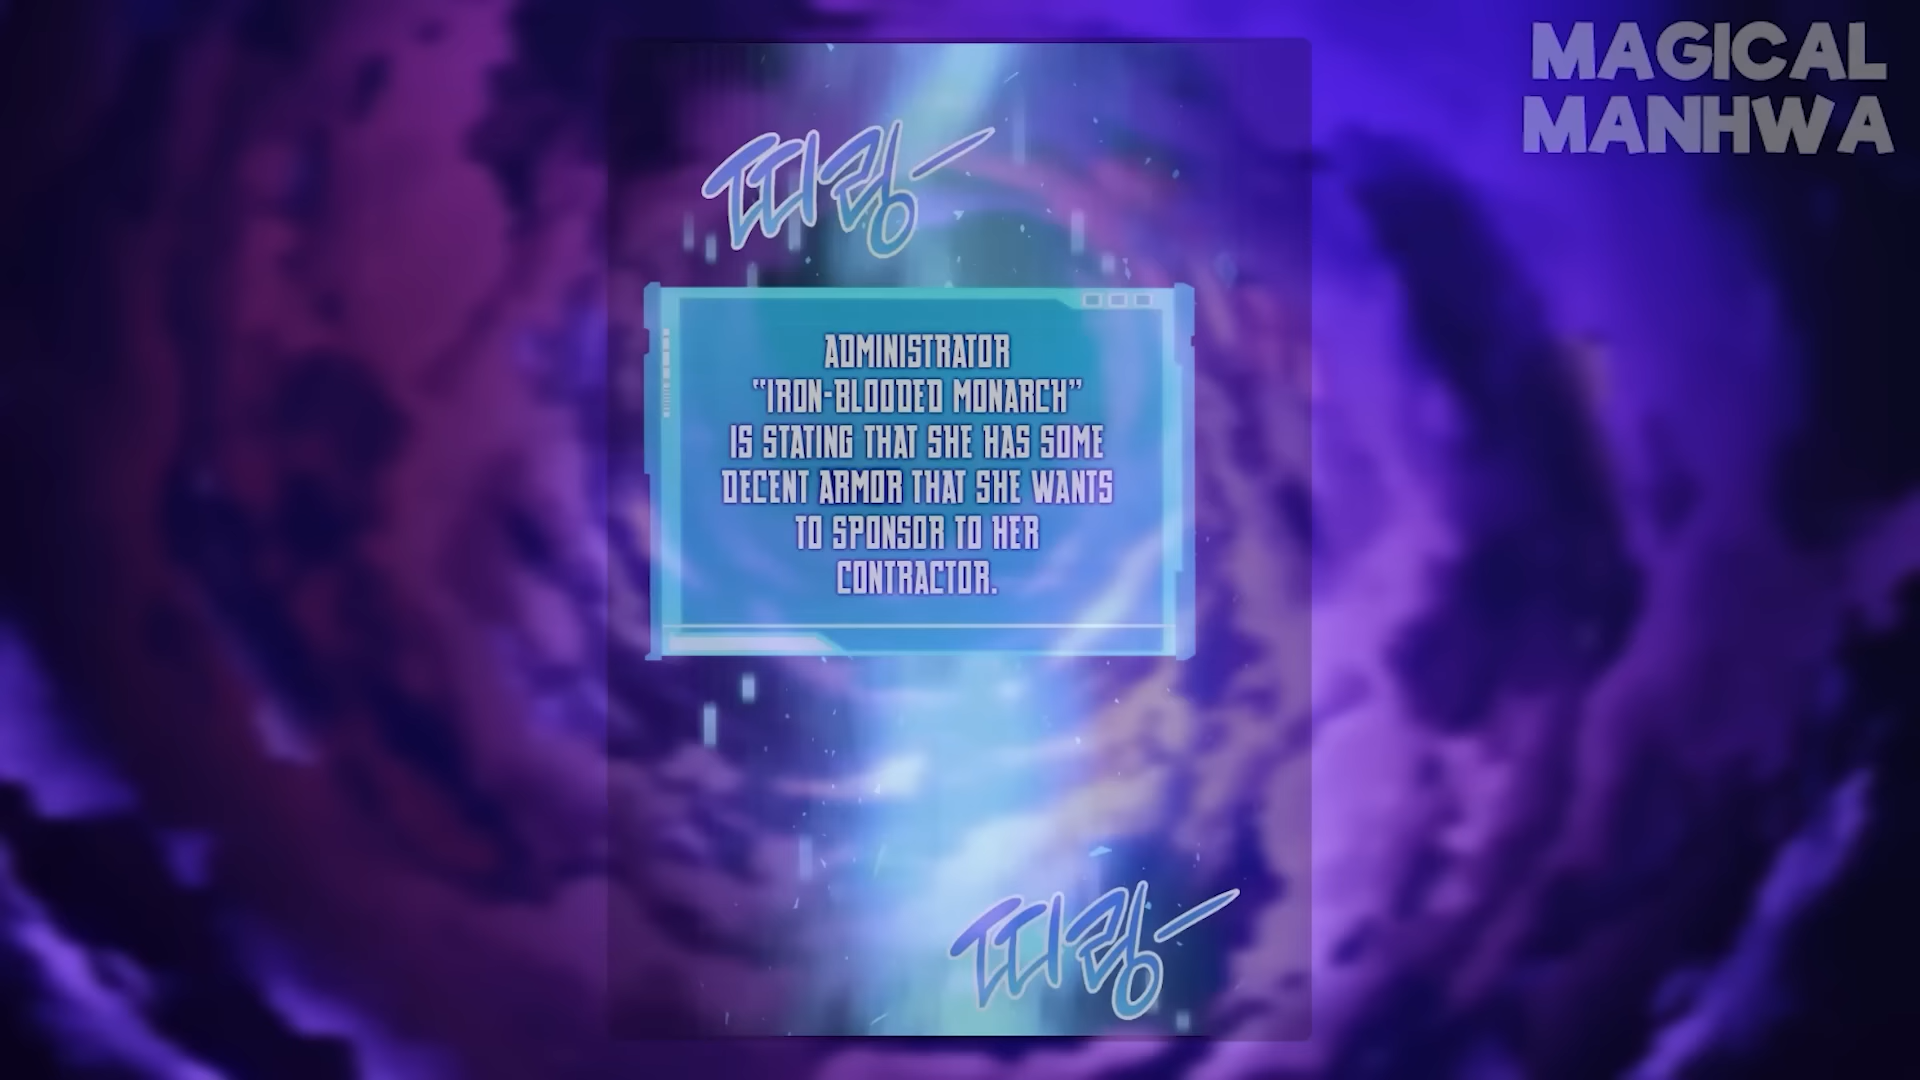 MAGICAL
MANHWA
띠링
ADMINISTRATOR
“IRON-BLOODED MONARCH”
IS STATING THAT SHE HAS SOME
DECENT ARMOR THAT SHE WANTS
TO SPONSOR TO HER
CONTRACTOR.
띠링